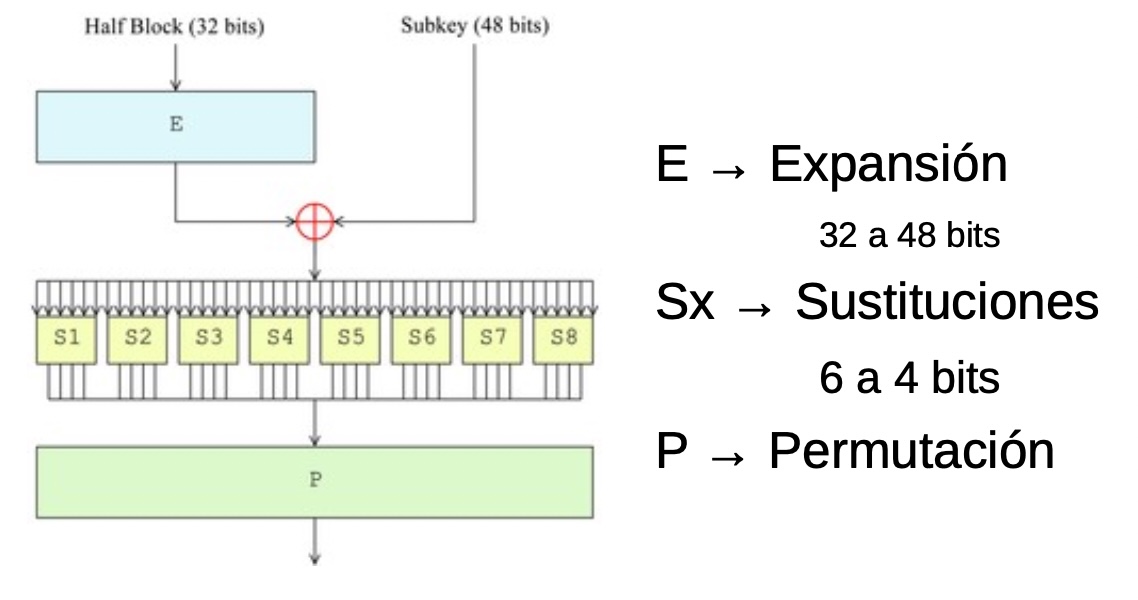 Half Block (32 bits)
Subkey (48 bits)
E
S1 S2 S3 S4 S5 S6 S7 S8
P
E → Expansión
32 a 48 bits
Sx → Sustituciones
6 a 4 bits
P → Permutación